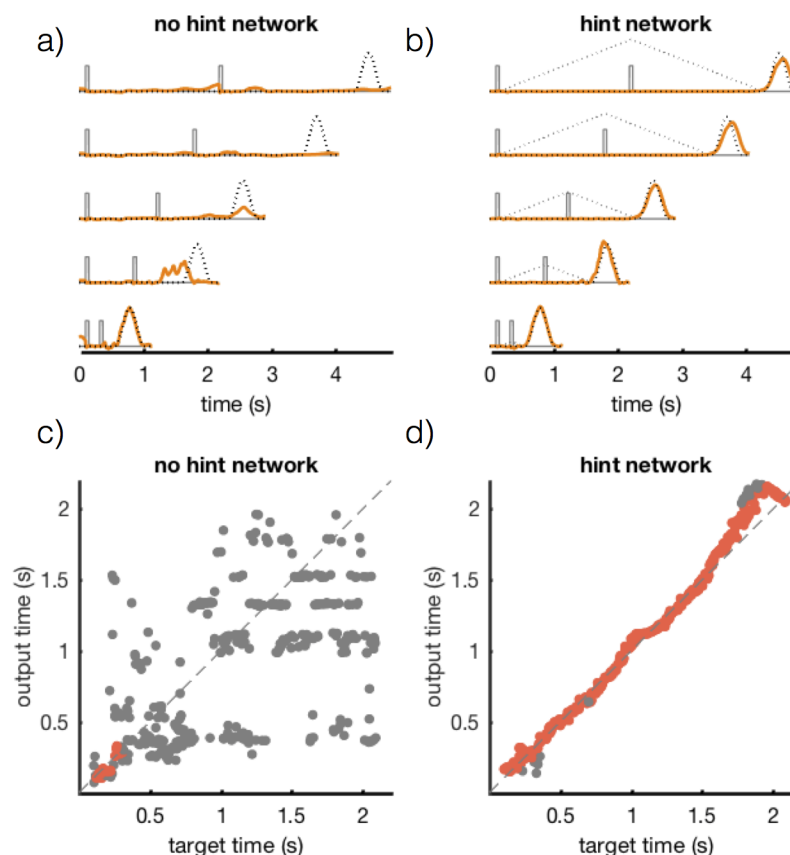 a)
no hint network
0
1
2
3
4
time (s)
b)
hint network
0
1
2
3
4
time (s)
c)
no hint network
output time (s)
2
1.5
1
0.5
0.5
1
1.5
2
target time (s)
d)
hint network
output time (s)
2
1.5
1
0.5
0.5
1
1.5
2
target time (s)